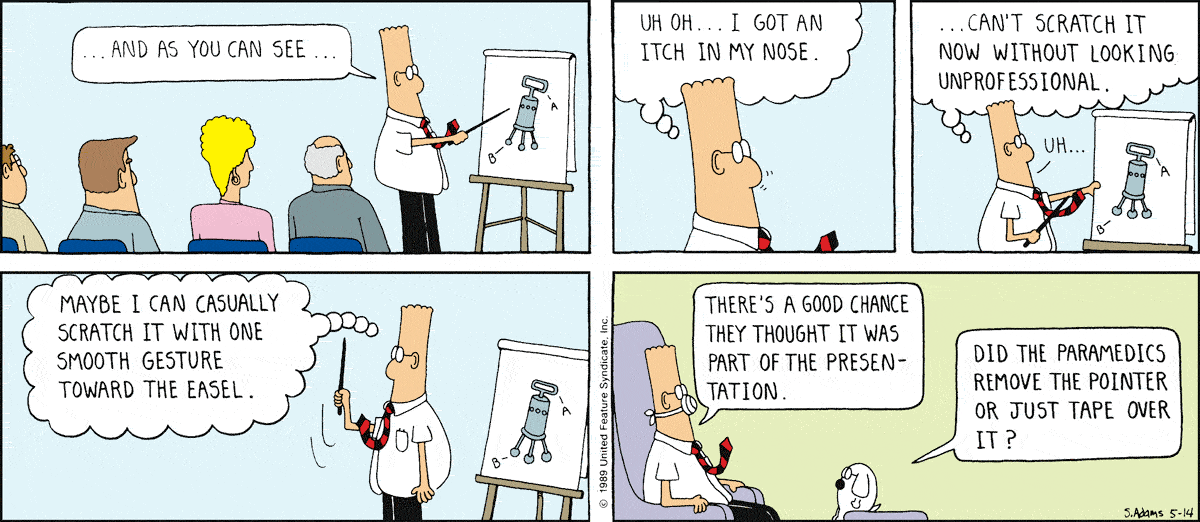 ...AND AS YOU CAN SEE...
A
B
UH OH... I GOT AN
ITCH IN MY NOSE.
...CAN'T SCRATCH IT
NOW WITHOUT LOOKING
UNPROFESSIONAL.
UH...
A
B
MAYBE I CAN CASUALLY
SCRATCH IT WITH ONE
SMOOTH GESTURE
TOWARD THE EASEL.
A
B
© 1989 United Feature Syndicate, Inc.
THERE'S A GOOD CHANCE
THEY THOUGHT IT WAS
PART OF THE PRESEN-
TATION.
DID THE PARAMEDICS
REMOVE THE POINTER
OR JUST TAPE OVER
IT?
S.Adams 5-14